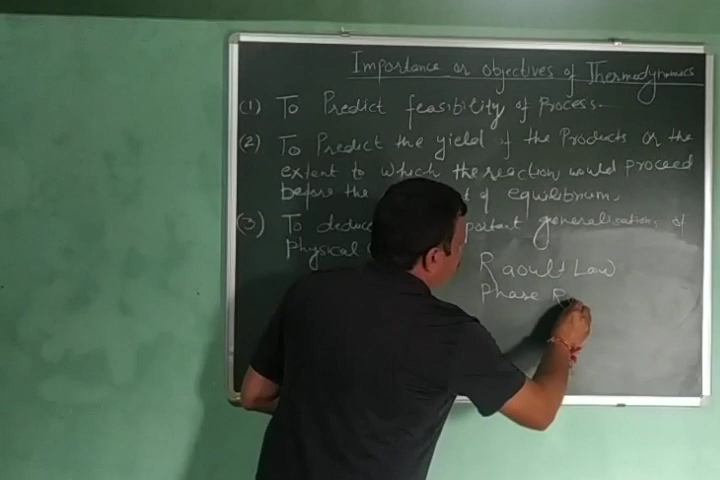 Importance or objectives of Thermodynamics
(1) To Predict feasibility of Process.
(2) To Predict the yield of the Products or the
extent to which the reaction would proceed
before the of equilibrium.
(3) To deduce generalisations of
Physical
Raoult Law
Phase R